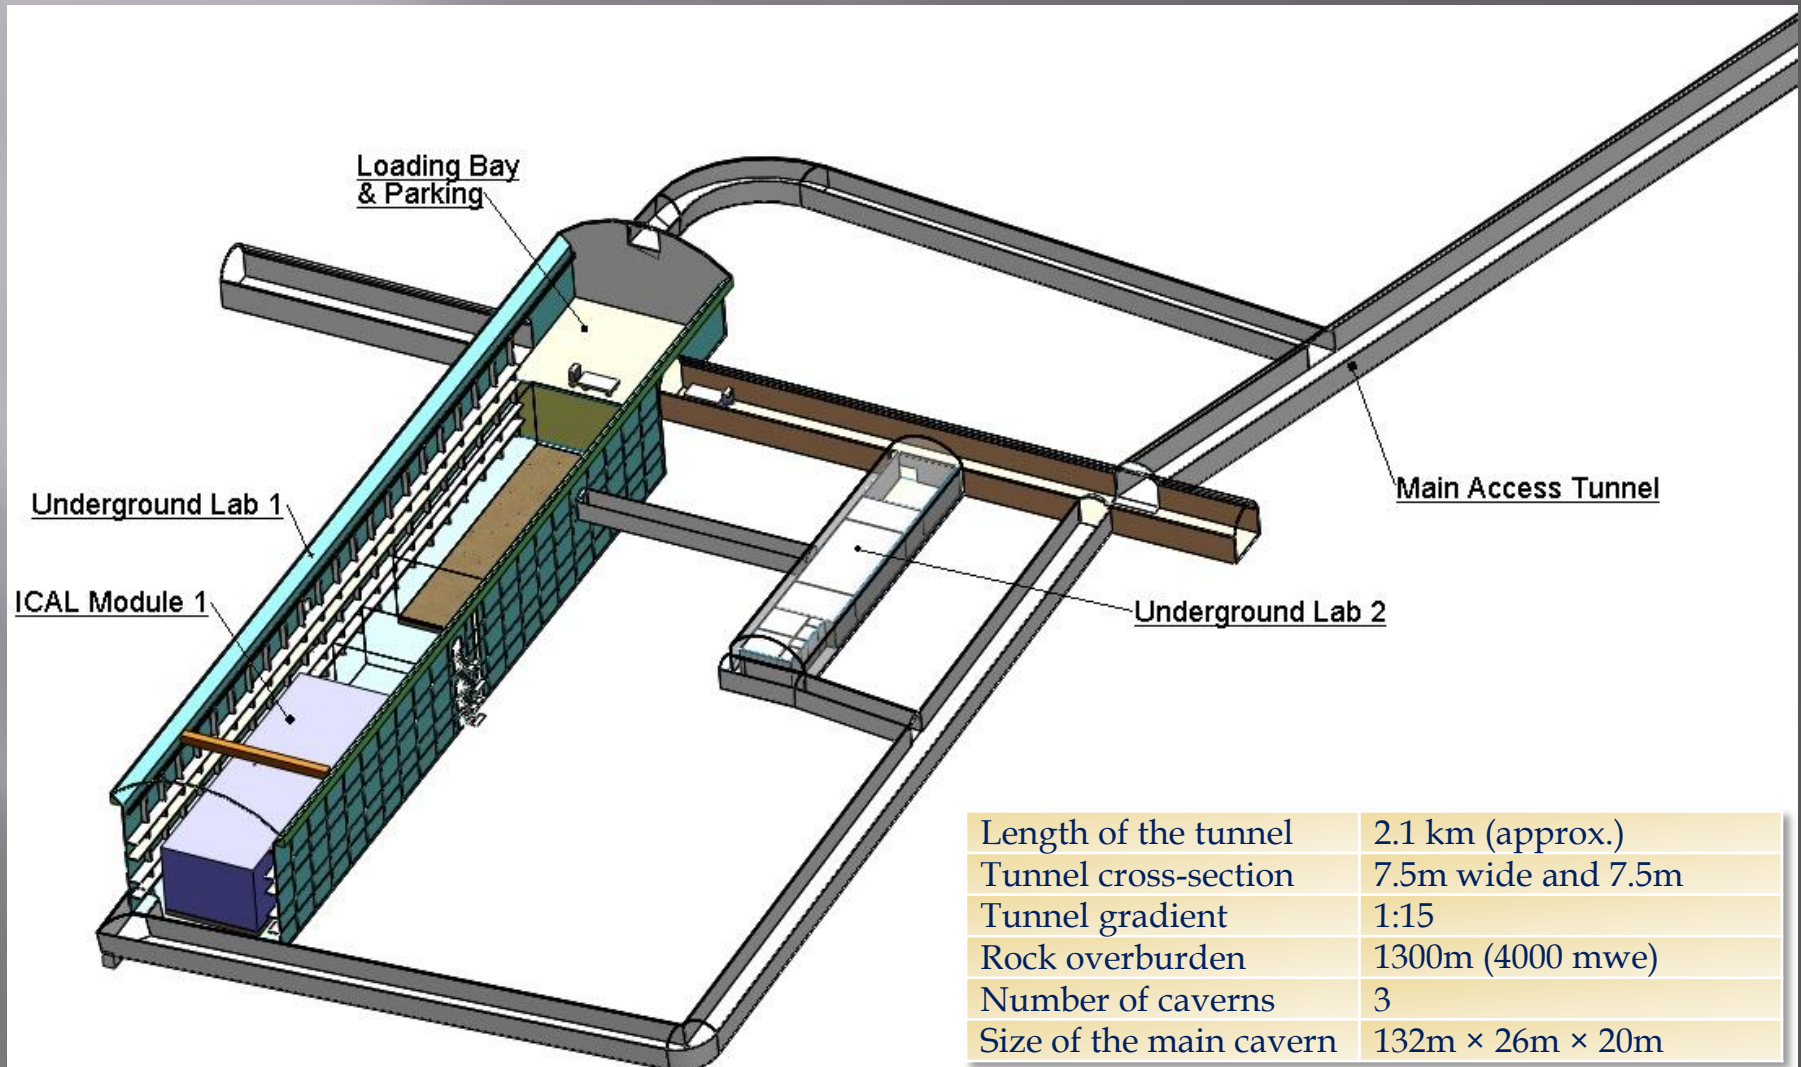 Loading Bay
& Parking
Underground Lab 1
ICAL Module 1
Main Access Tunnel
Underground Lab 2
Length of the tunnel 2.1 km (approx.)
Tunnel cross-section 7.5m wide and 7.5m
Tunnel gradient 1:15
Rock overburden 1300m (4000 mwe)
Number of caverns 3
Size of the main cavern 132m × 26m × 20m